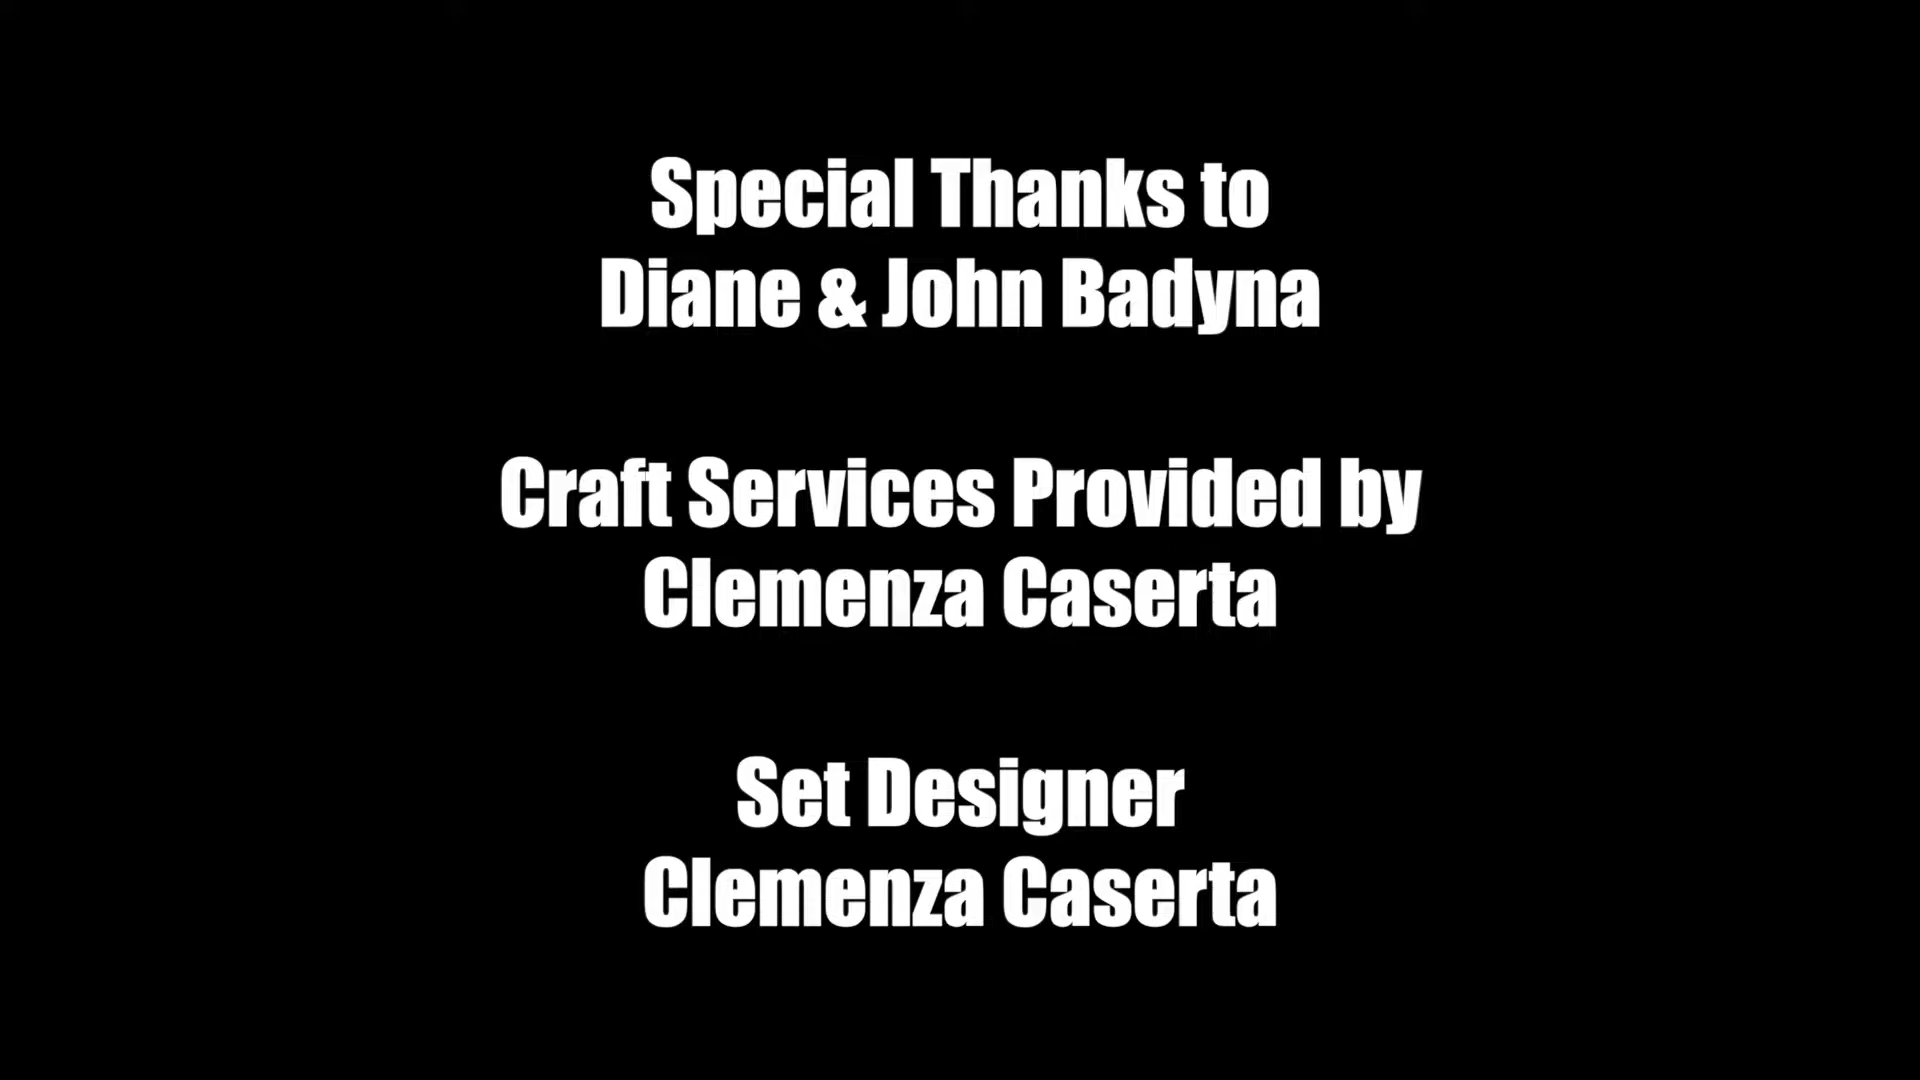 Special Thanks to
Diane & John Badyna
Craft Services Provided by
Clemenza Caserta
Set Designer
Clemenza Caserta